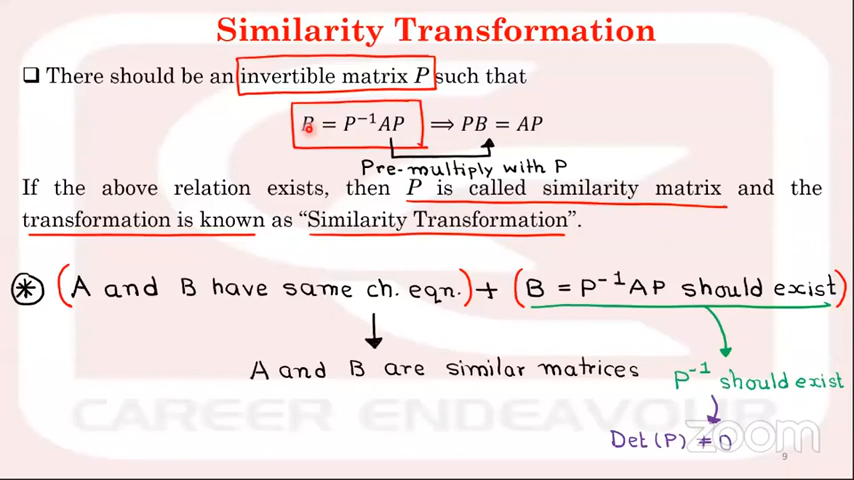 Similarity Transformation
❑ There should be an invertible matrix P such that
B = P⁻¹AP ⟹ PB = AP
Pre-multiply with P
If the above relation exists, then P is called similarity matrix and the
transformation is known as “Similarity Transformation”.
* (A and B have same ch. eqn.) + (B = P⁻¹AP should exist)
A and B are similar matrices
P⁻¹ should exist
Det(P) ≠ 0
CAREER ENDEAVOUR
zoom
9